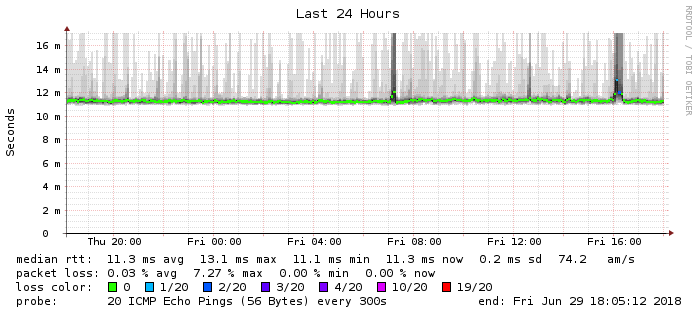 Last 24 Hours
RRDTOOL / TOBI OETIKER
Seconds
16 m
14 m
12 m
10 m
8 m
6 m
4 m
2 m
0
Thu 20:00 Fri 00:00 Fri 04:00 Fri 08:00 Fri 12:00 Fri 16:00
median rtt: 11.3 ms avg 13.1 ms max 11.1 ms min 11.3 ms now 0.2 ms sd 74.2 am/s
packet loss: 0.03 % avg 7.27 % max 0.00 % min 0.00 % now
loss color: 0 1/20 2/20 3/20 4/20 10/20 19/20
probe: 20 ICMP Echo Pings (56 Bytes) every 300s end: Fri Jun 29 18:05:12 2018